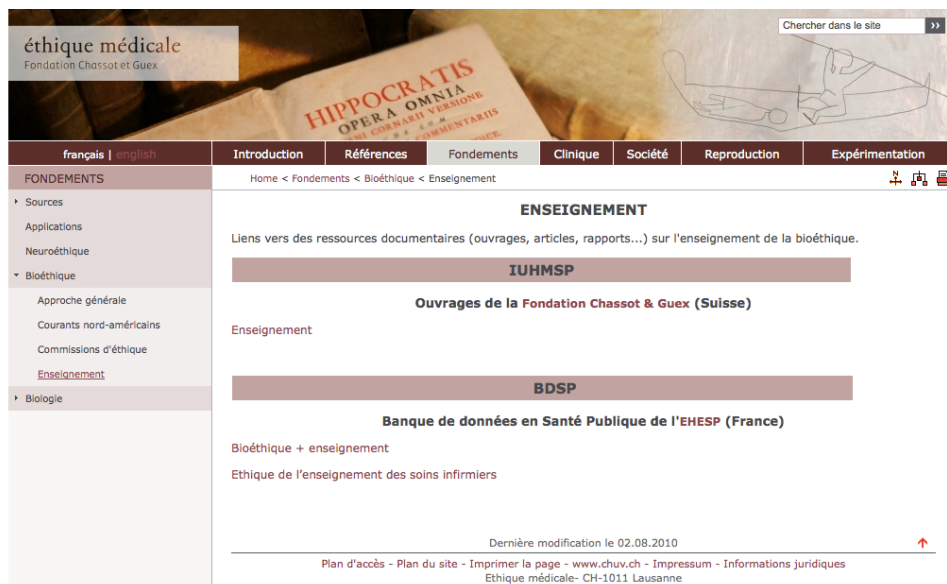 éthique médicale
Fondation Chassot et Guex
HIPPOCRATIS
OPERA OMNIA
IANI CORNARII VERSIONE
COMMENTARIIS
Chercher dans le site
français | english
Introduction
Références
Fondements
Clinique
Société
Reproduction
Expérimentation
FONDEMENTS
Home < Fondements < Bioéthique < Enseignement
N
Sources
Applications
Neuroéthique
Bioéthique
Approche générale
Courants nord-américains
Commissions d'éthique
Enseignement
Biologie
ENSEIGNEMENT
Liens vers des ressources documentaires (ouvrages, articles, rapports...) sur l'enseignement de la bioéthique.
IUHMSP
Ouvrages de la Fondation Chassot & Guex (Suisse)
Enseignement
BDSP
Banque de données en Santé Publique de l'EHESP (France)
Bioéthique + enseignement
Ethique de l’enseignement des soins infirmiers
Dernière modification le 02.08.2010
Plan d'accès - Plan du site - Imprimer la page - www.chuv.ch - Impressum - Informations juridiques
Ethique médicale- CH-1011 Lausanne